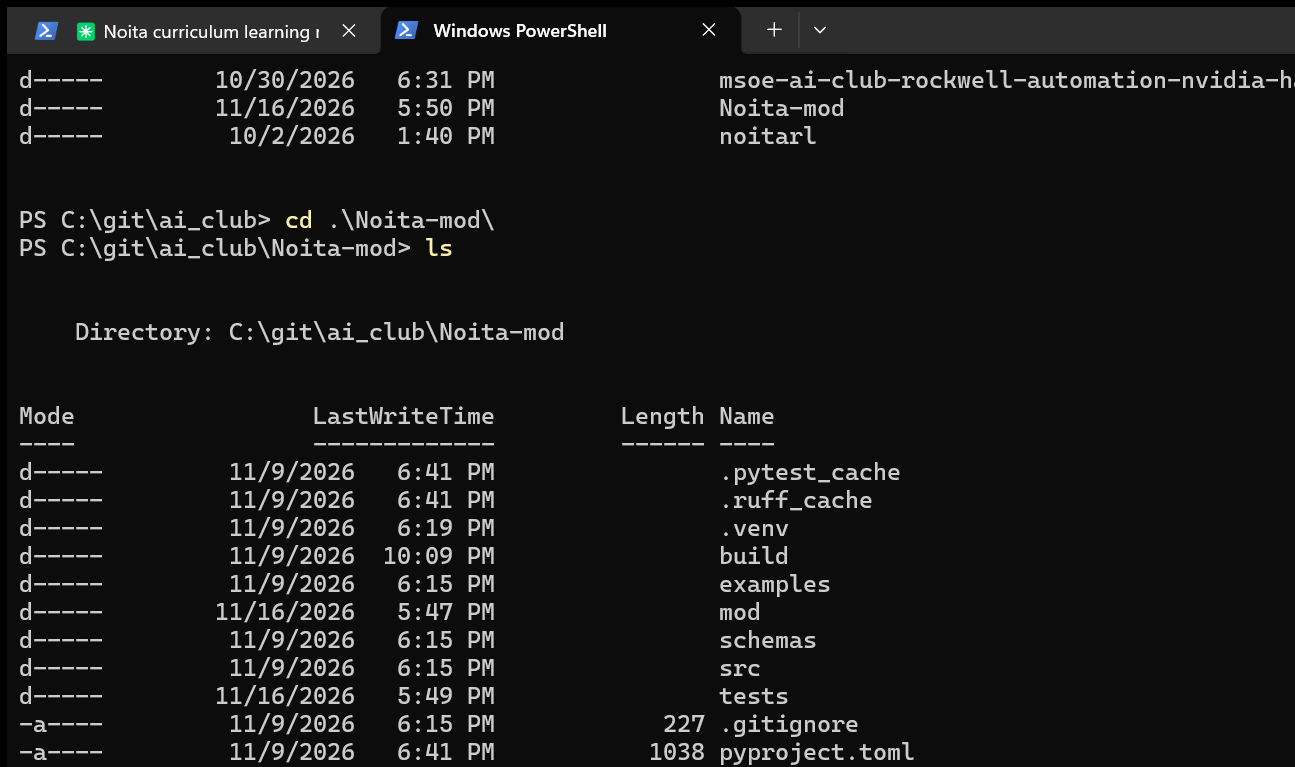 Noita curriculum learning
Windows PowerShell
d----- 10/30/2026 6:31 PM msoe-ai-club-rockwell-automation-nvidia-ha
d----- 11/16/2026 5:50 PM Noita-mod
d----- 10/2/2026 1:40 PM noitarl
PS C:\git\ai_club> cd .\Noita-mod\
PS C:\git\ai_club\Noita-mod> ls
Directory: C:\git\ai_club\Noita-mod
Mode LastWriteTime Length Name
---- ------------- ------ ----
d----- 11/9/2026 6:41 PM .pytest_cache
d----- 11/9/2026 6:41 PM .ruff_cache
d----- 11/9/2026 6:19 PM .venv
d----- 11/9/2026 10:09 PM build
d----- 11/9/2026 6:15 PM examples
d----- 11/16/2026 5:47 PM mod
d----- 11/9/2026 6:15 PM schemas
d----- 11/9/2026 6:15 PM src
d----- 11/16/2026 5:49 PM tests
-a---- 11/9/2026 6:15 PM 227 .gitignore
-a---- 11/9/2026 6:41 PM 1038 pyproject.toml